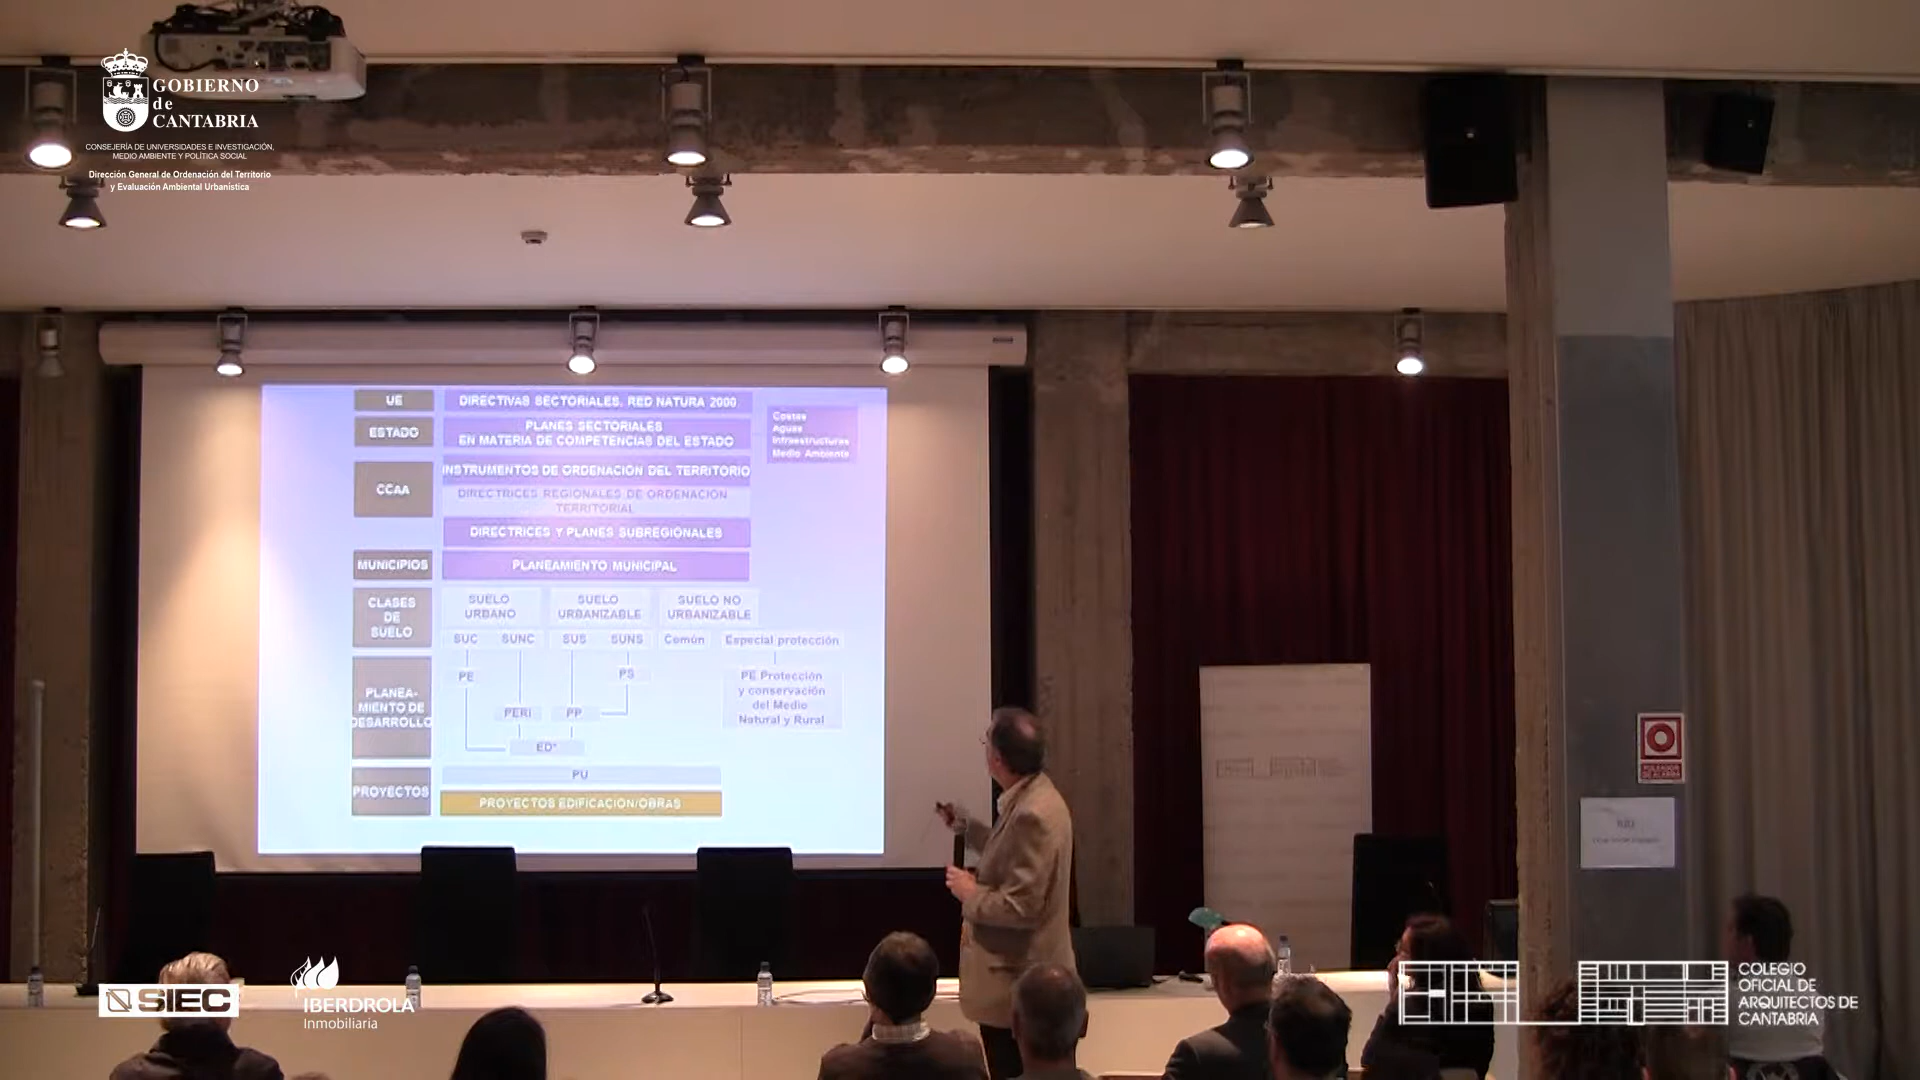 GOBIERNO
de
CANTABRIA
CONSEJERÍA DE UNIVERSIDADES E INVESTIGACIÓN,
MEDIO AMBIENTE Y POLÍTICA SOCIAL
Dirección General de Ordenación del Territorio
y Evaluación Ambiental Urbanística
UE
DIRECTIVAS SECTORIALES. RED NATURA 2000
ESTADO
PLANES SECTORIALES
EN MATERIA DE COMPETENCIAS DEL ESTADO
Costas
Aguas
Infraestructuras
Medio Ambiente
CCAA
INSTRUMENTOS DE ORDENACION DEL TERRITORIO
DIRECTRICES REGIONALES DE ORDENACION
TERRITORIAL
DIRECTRICES Y PLANES SUBREGIONALES
MUNICIPIOS
PLANEAMIENTO MUNICIPAL
CLASES
DE
SUELO
SUELO
URBANO
SUELO
URBANIZABLE
SUELO NO
URBANIZABLE
SUC
SUNC
SUS
SUNS
Común
Especial protección
PLANEA-
MIENTO DE
DESARROLLO
PE
PS
PE Protección
y conservación
del Medio
Natural y Rural
PERI
PP
ED*
PROYECTOS
PU
PROYECTOS EDIFICACION/OBRAS
SIEC
IBERDROLA
Inmobiliaria
COLEGIO
OFICIAL DE
ARQUITECTOS DE
CANTABRIA